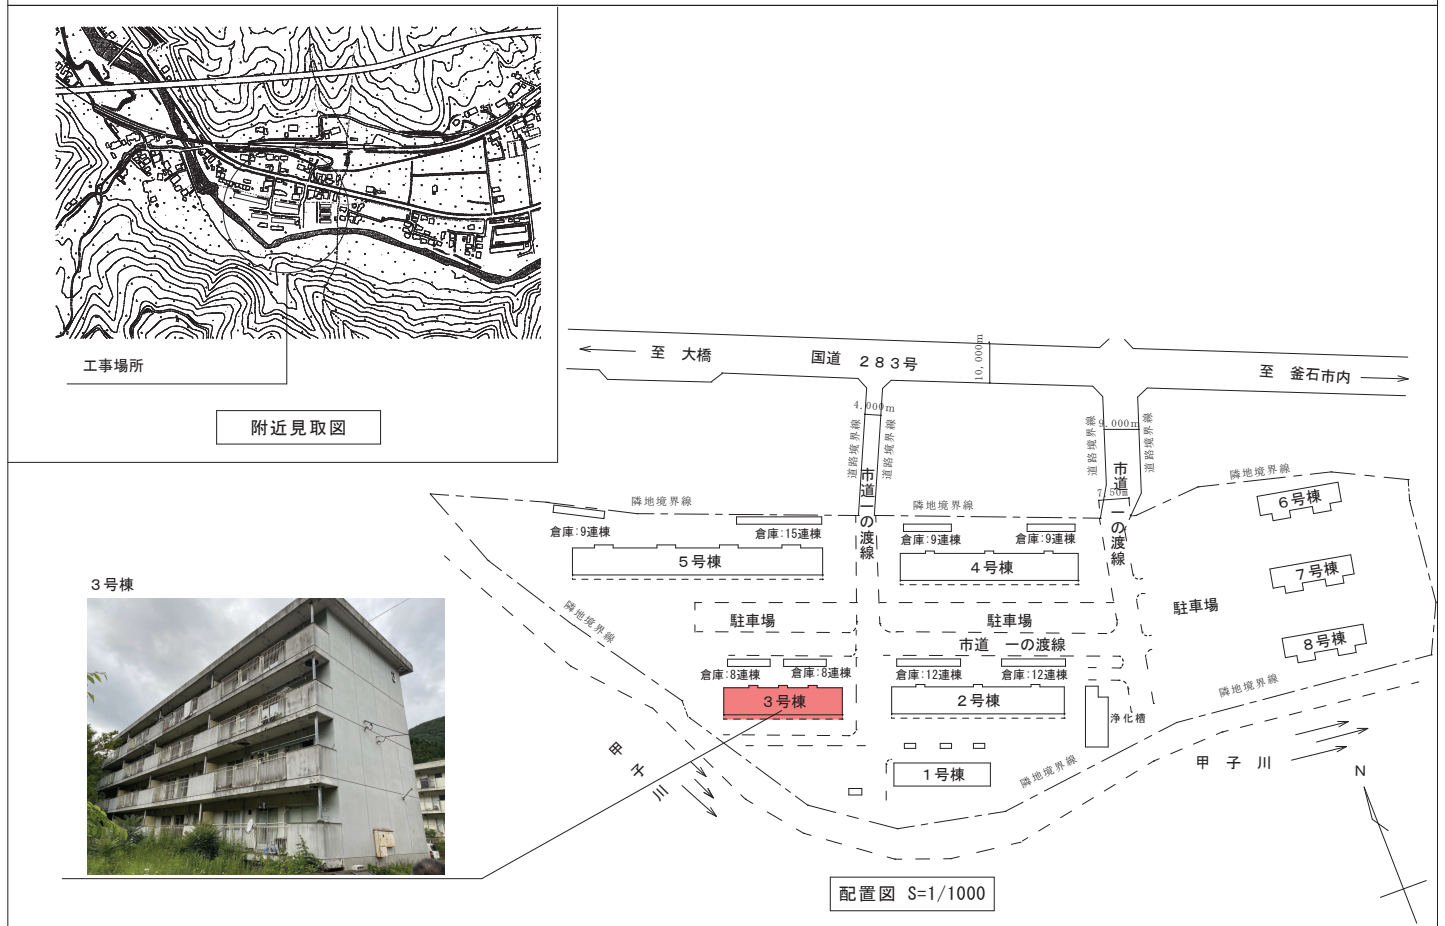 工事場所
附近見取図
至　大橋
国道　２８３号
10,000m
至　釜石市内
4.000m
9.000m
道路境界線
道路境界線
道路境界線
道路境界線
市道一の渡線
市道　一の渡線
7.50m
隣地境界線
隣地境界線
隣地境界線
倉庫:9連棟
倉庫:15連棟
倉庫:9連棟
倉庫:9連棟
５号棟
４号棟
６号棟
７号棟
８号棟
隣地境界線
駐車場
駐車場
駐車場
市道　一の渡線
倉庫:8連棟
倉庫:8連棟
倉庫:12連棟
倉庫:12連棟
３号棟
２号棟
浄化槽
隣地境界線
１号棟
隣地境界線
甲子川
甲 子 川
N
３号棟
配置図 S=1/1000